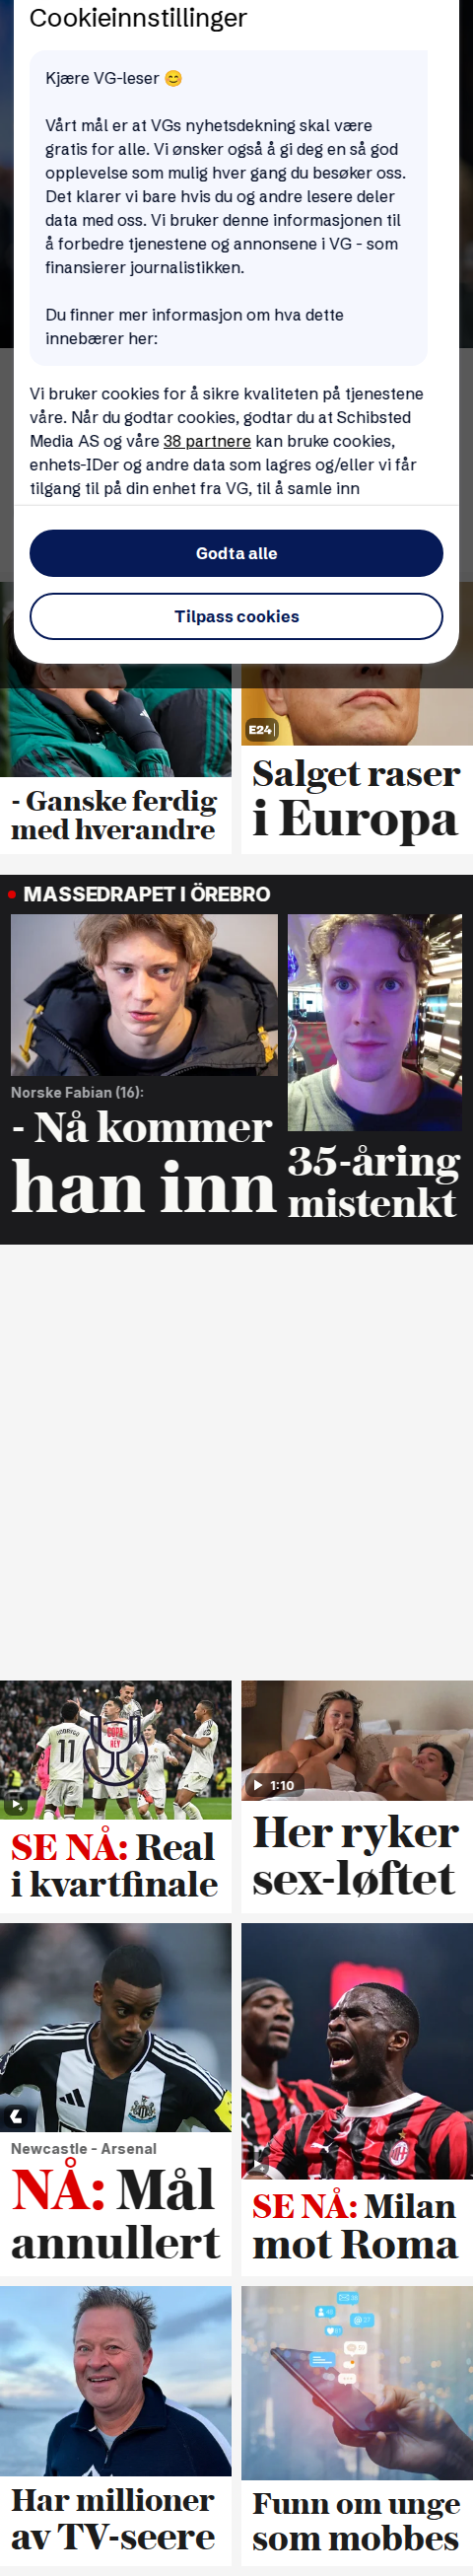 Cookieinnstillinger
Kjære VG-leser 😊
Vårt mål er at VGs nyhetsdekning skal være
gratis for alle. Vi ønsker også å gi deg en så god
opplevelse som mulig hver gang du besøker oss.
Det klarer vi bare hvis du og andre lesere deler
data med oss. Vi bruker denne informasjonen til
å forbedre tjenestene og annonsene i VG - som
finansierer journalistikken.
Du finner mer informasjon om hva dette
innebærer her:
Vi bruker cookies for å sikre kvaliteten på tjenestene
våre. Når du godtar cookies, godtar du at Schibsted
Media AS og våre 38 partnere kan bruke cookies,
enhets-IDer og andre data som lagres og/eller vi får
tilgang til på din enhet fra VG, til å samle inn
Godta alle
Tilpass cookies
- Ganske ferdig
med hverandre
E24
Salget raser
i Europa
MASSEDRAPET I ÖREBRO
Norske Fabian (16):
- Nå kommer
han inn
35-åring
mistenkt
RODRYGO
11
COPA
DEL
REY
SE NÅ: Real
i kvartfinale
1:10
Her ryker
sex-løftet
Newcastle - Arsenal
NÅ: Mål
annullert
SE NÅ: Milan
mot Roma
Har millioner
av TV-seere
Funn om unge
som mobbes